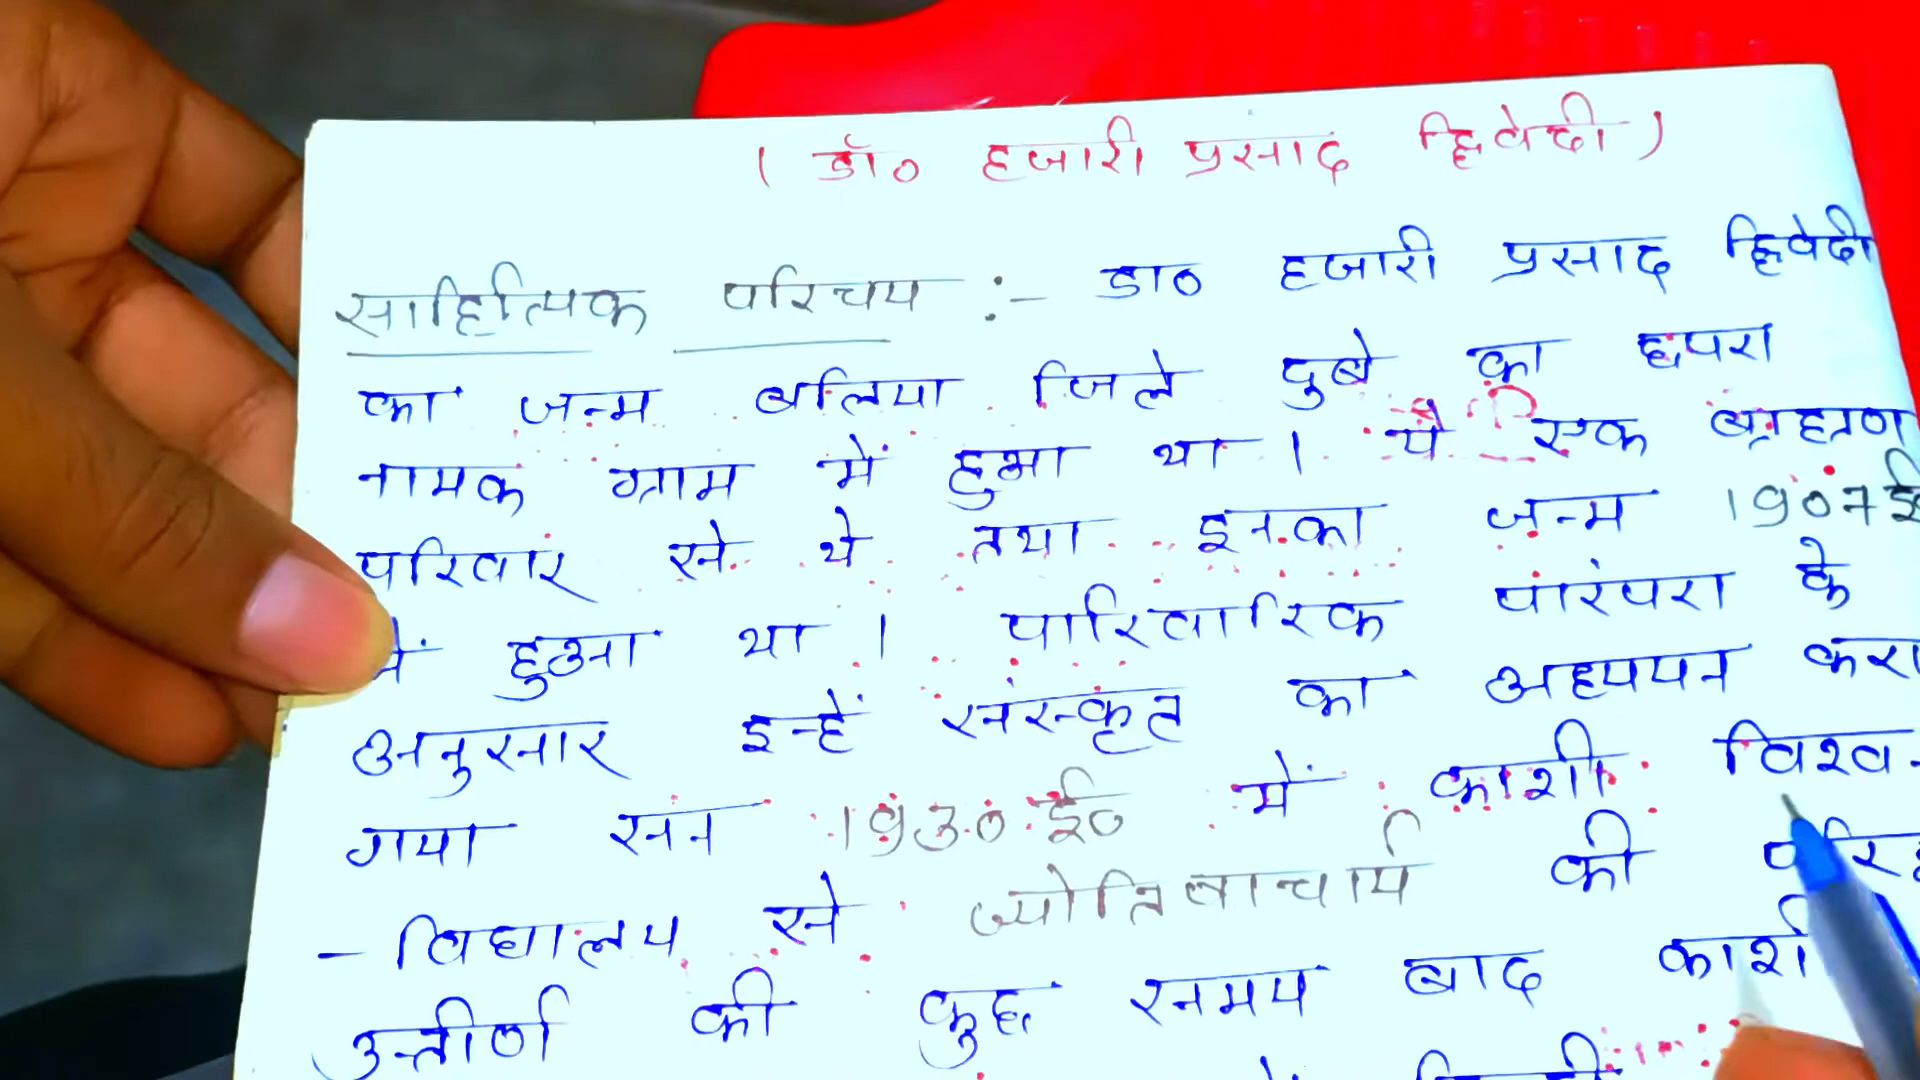 ( डॉ० हजारी प्रसाद द्विवेदी )
साहित्यिक परिचय :- डा० हजारी प्रसाद द्विवेदी
का जन्म बलिया जिले दुबे का छपरा
नामक ग्राम में हुआ था । ये एक ब्राह्मण
परिवार से थे तथा इनका जन्म 1907 ई
में हुआ था । पारिवारिक पारंपरा के
अनुसार इन्हें संस्कृत का अध्ययन करा
गया सन 1930 ई० में काशी विश्व-
- विद्यालय से ज्योतिषाचार्य की
उत्तीर्ण की कुछ समय बाद